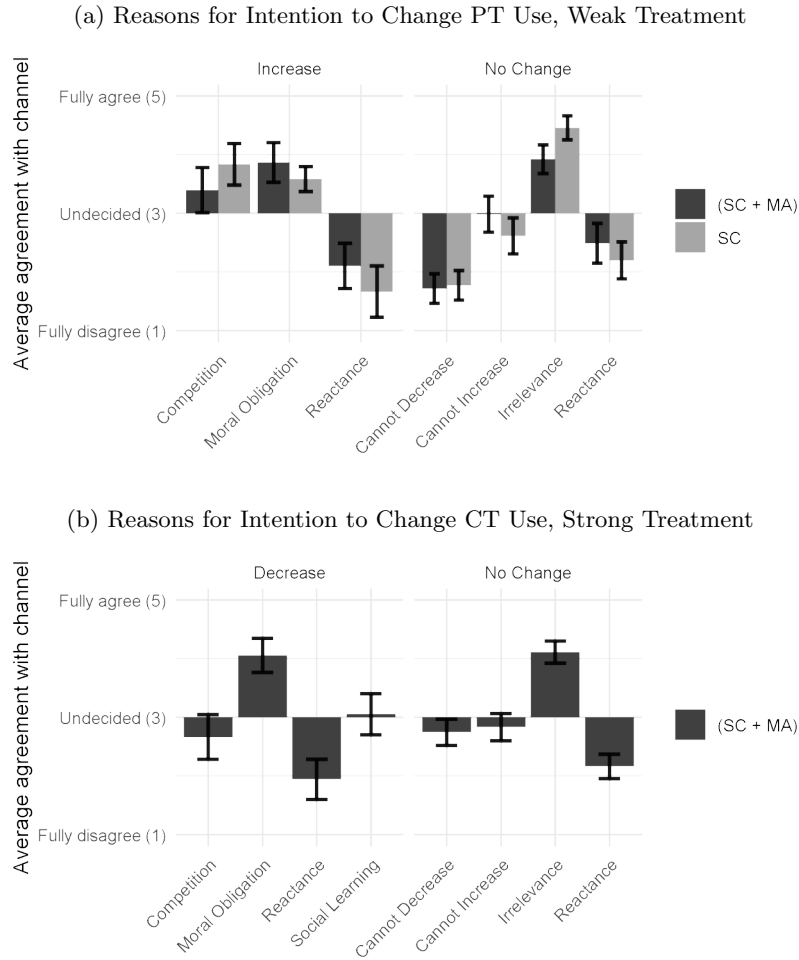 (a) Reasons for Intention to Change PT Use, Weak Treatment
Increase
No Change
Average agreement with channel
Fully agree (5)
Undecided (3)
Fully disagree (1)
Competition
Moral Obligation
Reactance
Cannot Decrease
Cannot Increase
Irrelevance
Reactance
(SC + MA)
SC
(b) Reasons for Intention to Change CT Use, Strong Treatment
Decrease
No Change
Average agreement with channel
Fully agree (5)
Undecided (3)
Fully disagree (1)
Competition
Moral Obligation
Reactance
Social Learning
Cannot Decrease
Cannot Increase
Irrelevance
Reactance
(SC + MA)